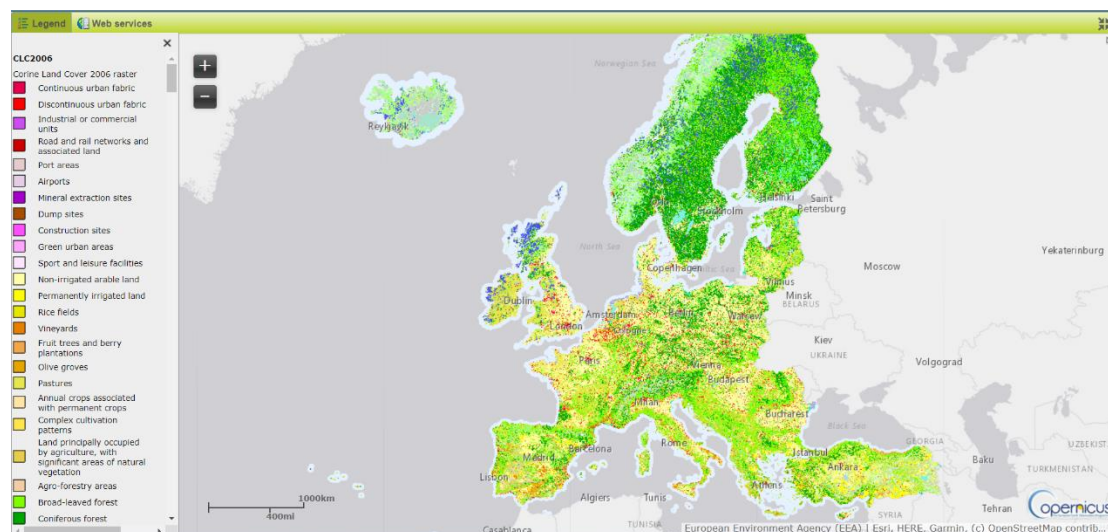 Legend
Web services
CLC2006
Corine Land Cover 2006 raster
Continuous urban fabric
Discontinuous urban fabric
Industrial or commercial
units
Road and rail networks and
associated land
Port areas
Airports
Mineral extraction sites
Dump sites
Construction sites
Green urban areas
Sport and leisure facilities
Non-irrigated arable land
Permanently irrigated land
Rice fields
Vineyards
Fruit trees and berry
plantations
Olive groves
Pastures
Annual crops associated
with permanent crops
Complex cultivation
patterns
Land principally occupied
by agriculture, with
significant areas of natural
vegetation
Agro-forestry areas
Broad-leaved forest
Coniferous forest
Norwegian Sea
Reykjagik
Helsinki
Saint
Petersburg
Stockholm
North Sea
Yekaterinburg
Copenhagen
Moscow
Vilnius
Minsk
BELARUS
Dublin
Amsterdam
Berlin
Warsaw
London
Cologne
Kiev
UKRAINE
Volgograd
Paris
Vienna
Budapest
Milan
Bucharest
Black Sea
Barcelona
Rome
GEORGIA
UZBEKIST
Madrid
Istanbul
Baku
Ankara
TURKMENISTAN
Lisbon
Athens
Algiers
Tunis
SYRIA
Tehran
1000km
400mi
Casablanca
TUNISIA
Copernicus
European Environment Agency (EEA) | Esri, HERE, Garmin, (c) OpenStreetMap contrib...